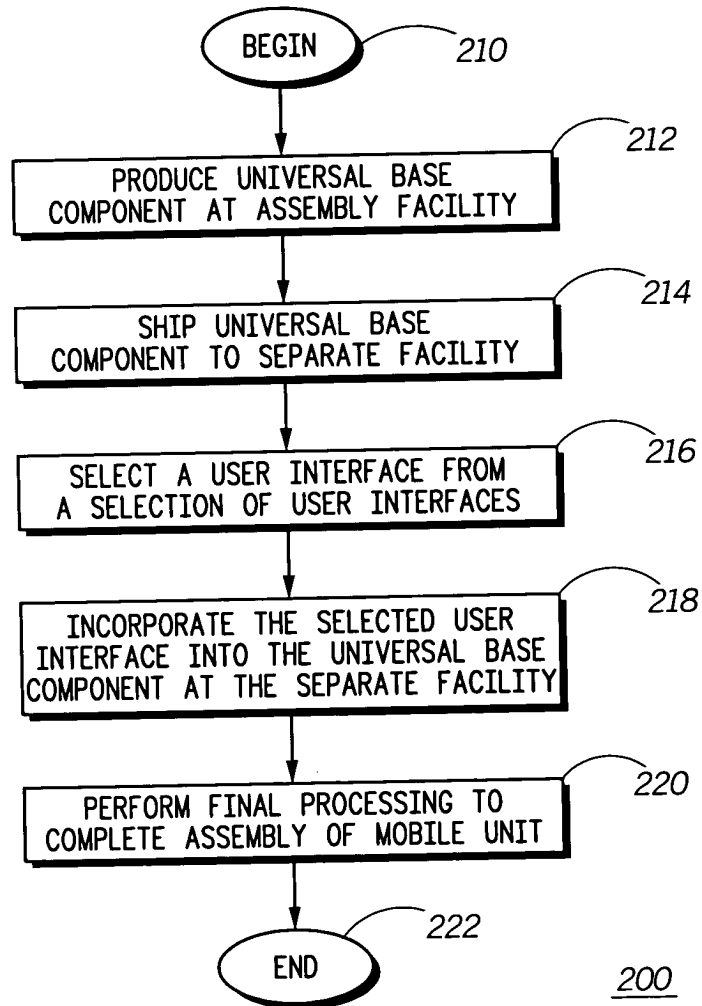 BEGIN
210
212
PRODUCE UNIVERSAL BASE
COMPONENT AT ASSEMBLY FACILITY
214
SHIP UNIVERSAL BASE
COMPONENT TO SEPARATE FACILITY
216
SELECT A USER INTERFACE FROM
A SELECTION OF USER INTERFACES
218
INCORPORATE THE SELECTED USER
INTERFACE INTO THE UNIVERSAL BASE
COMPONENT AT THE SEPARATE FACILITY
220
PERFORM FINAL PROCESSING TO
COMPLETE ASSEMBLY OF MOBILE UNIT
222
END
200